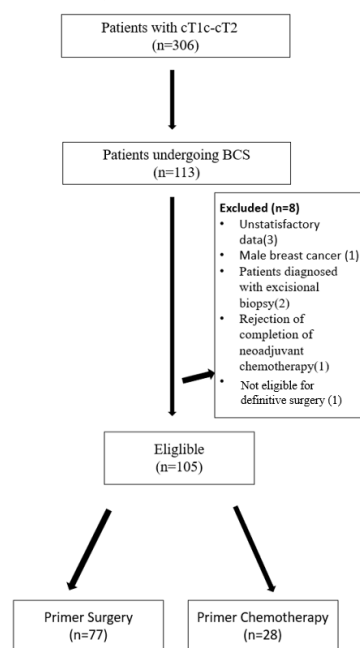 Patients with cT1c-cT2
(n=306)
Patients undergoing BCS
(n=113)
Excluded (n=8)
• Unstatisfactory
data(3)
• Male breast cancer (1)
• Patients diagnosed
with excisional
biopsy(2)
• Rejection of
completion of
neoadjuvant
chemotherapy(1)
• Not eligible for
definitive surgery (1)
Eliglible
(n=105)
Primer Surgery
(n=77)
Primer Chemotherapy
(n=28)